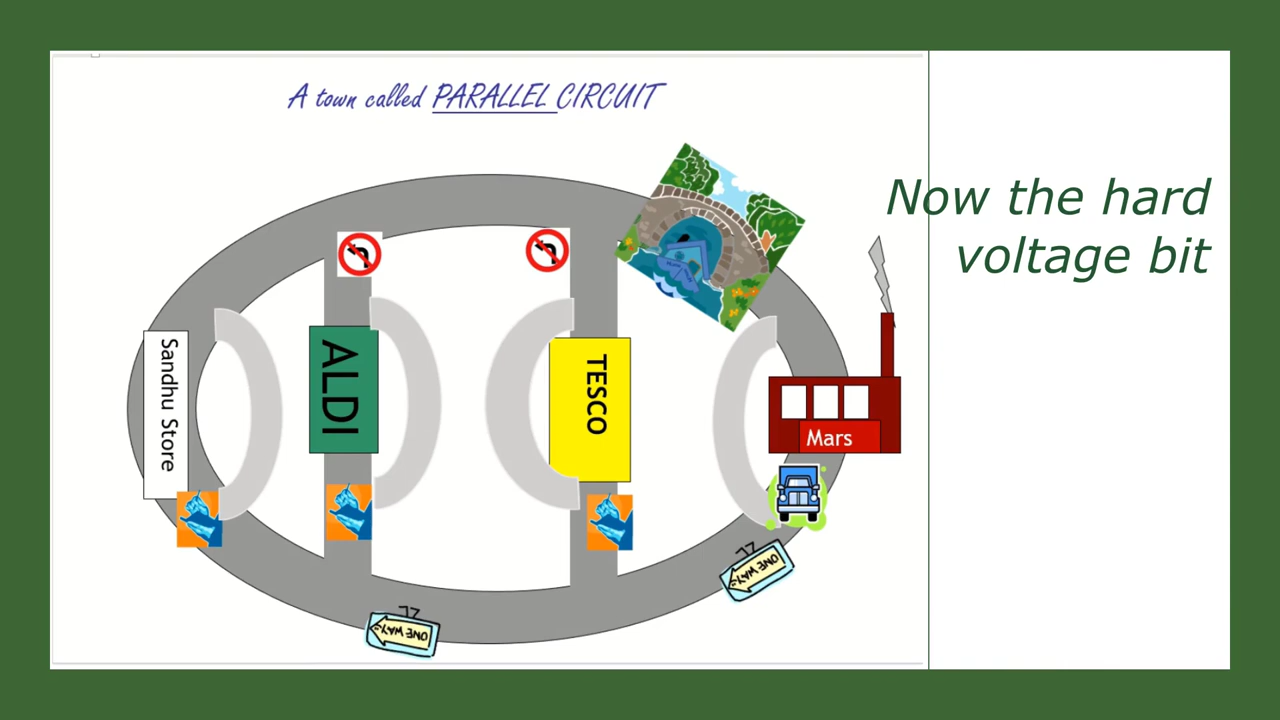 A town called PARALLEL CIRCUIT
Now the hard
voltage bit
Sandhu Store
ALDI
TESCO
Mars
ONE WAY
ONE WAY